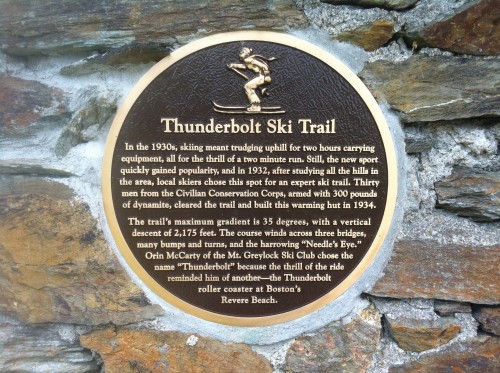 Thunderbolt Ski Trail
In the 1930s, skiing meant trudging uphill for two hours carrying
equipment, all for the thrill of a two minute run. Still, the new sport
quickly gained popularity, and in 1932, after studying all the hills in
the area, local skiers chose this spot for an expert ski trail. Thirty
men from the Civilian Conservation Corps, armed with 300 pounds
of dynamite, cleared the trail and built this warming hut in 1934.
The trail's maximum gradient is 35 degrees, with a vertical
descent of 2,175 feet. The course winds across three bridges,
many bumps and turns, and the harrowing "Needle's Eye."
Orin McCarty of the Mt. Greylock Ski Club chose the
name "Thunderbolt" because the thrill of the ride
reminded him of another—the Thunderbolt
roller coaster at Boston's
Revere Beach.